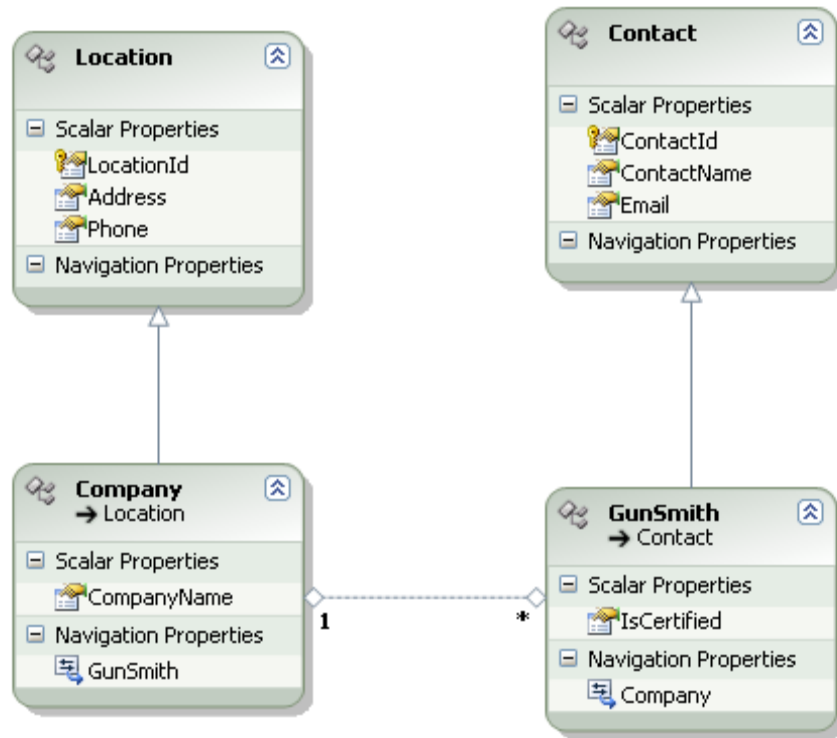 Location
Scalar Properties
LocationId
Address
Phone
Navigation Properties
Contact
Scalar Properties
ContactId
ContactName
Email
Navigation Properties
Company
→ Location
Scalar Properties
CompanyName
Navigation Properties
GunSmith
1
*
GunSmith
→ Contact
Scalar Properties
IsCertified
Navigation Properties
Company